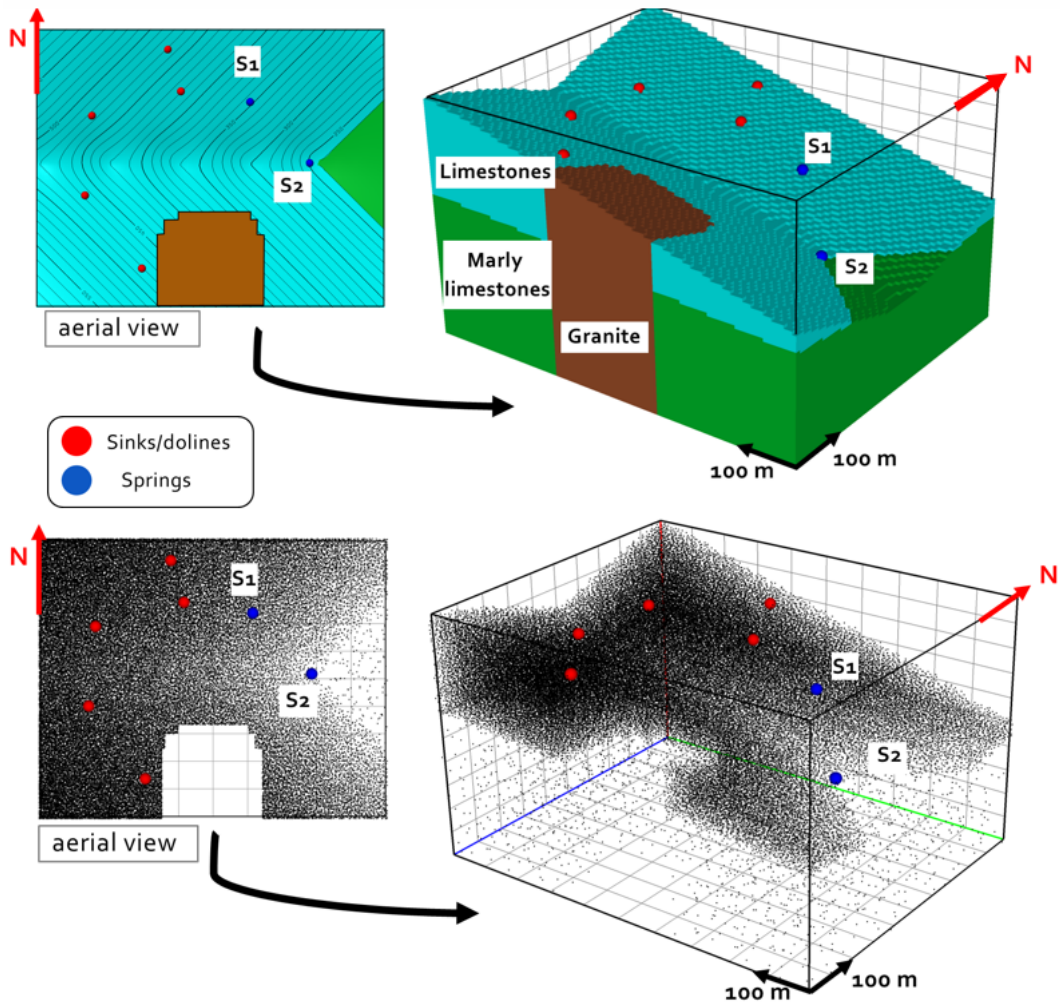 N
S1
S2
aerial view
N
S1
Limestones
S2
Marly
limestones
Granite
100 m
100 m
Sinks/dolines
Springs
N
S1
S2
aerial view
N
S1
S2
100 m
100 m